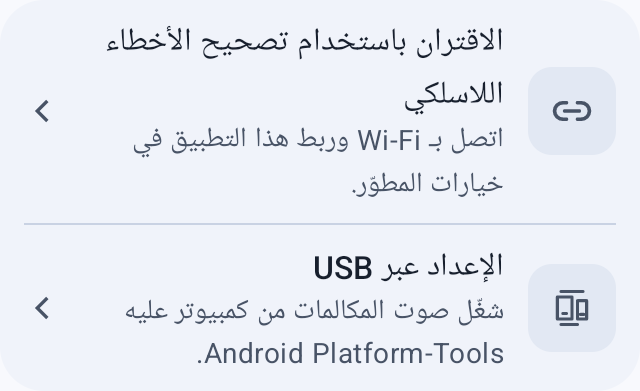 الاقتران باستخدام تصحيح الأخطاء
اللاسلكي
اتصل بـ Wi-Fi وربط هذا التطبيق في
خيارات المطوّر.
الإعداد عبر USB
شغّل صوت المكالمات من كمبيوتر عليه
Android Platform-Tools.